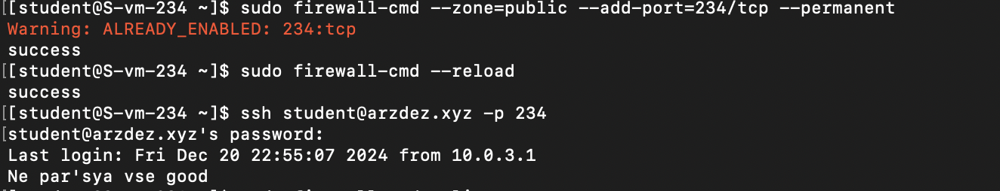 [[student@S-vm-234 ~]$ sudo firewall-cmd --zone=public --add-port=234/tcp --permanent
Warning: ALREADY_ENABLED: 234:tcp
success
[[student@S-vm-234 ~]$ sudo firewall-cmd --reload
success
[[student@S-vm-234 ~]$ ssh student@arzdez.xyz -p 234
[student@arzdez.xyz's password:
Last login: Fri Dec 20 22:55:07 2024 from 10.0.3.1
Ne par'sya vse good